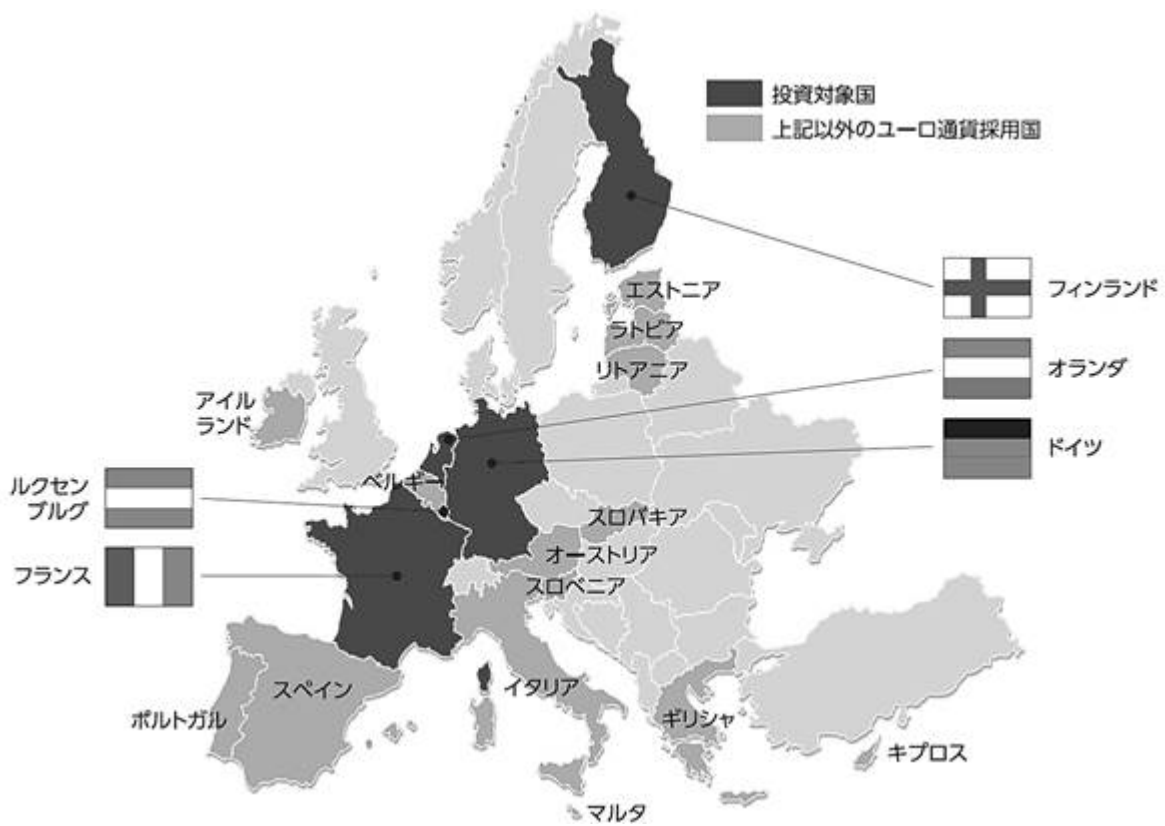 投資対象国
上記以外のユーロ通貨採用国
フィンランド
エストニア
ラトビア
リトアニア
オランダ
アイル
ランド
ドイツ
ベルギー
ルクセン
ブルグ
スロバキア
オーストリア
フランス
スロベニア
スペイン
イタリア
ポルトガル
ギリシャ
キプロス
マルタ